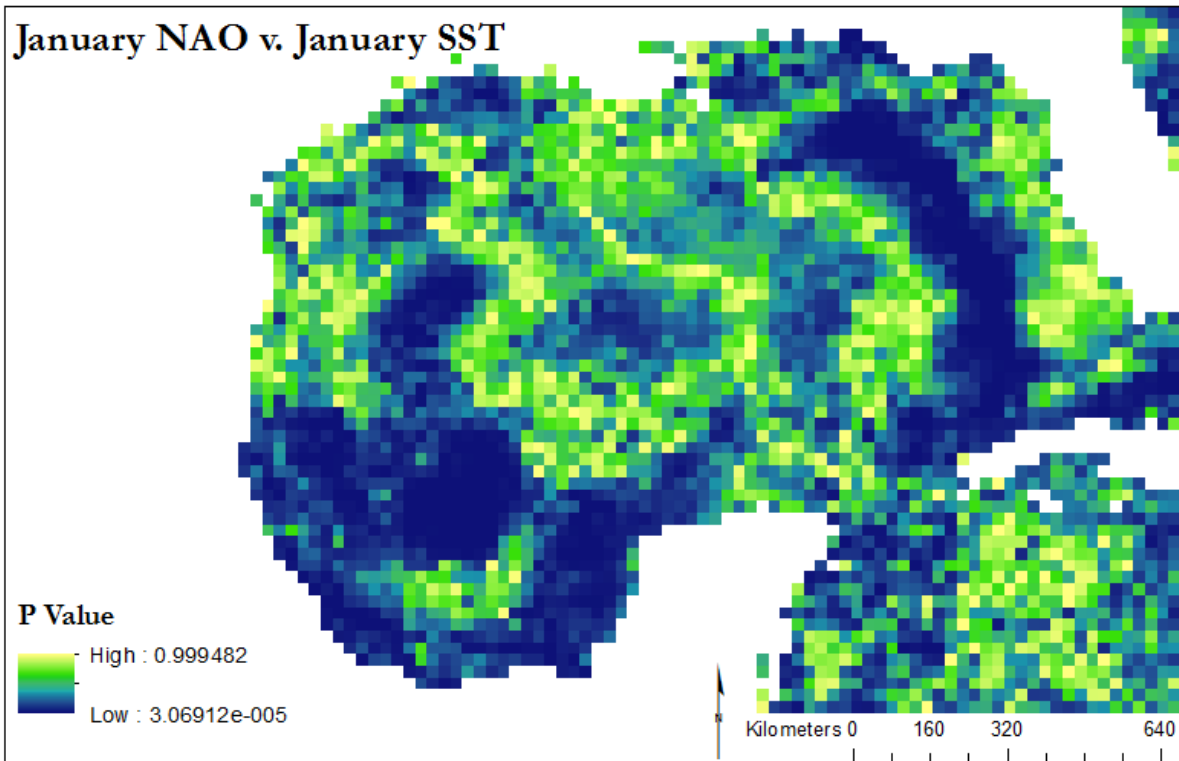 January NAO v. January SST
P Value
High : 0.999482
Low : 3.06912e-005
N
Kilometers 0 160 320 640